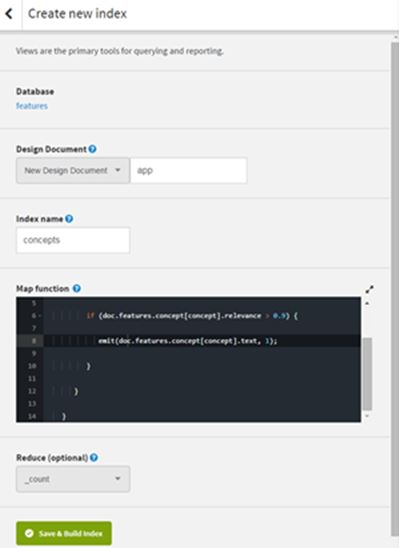 Create new index
Views are the primary tools for querying and reporting.
Database
features
Design Document
New Design Document app
Index name
concepts
Map function
5
6 if (doc.features.concept[concept].relevance > 0.9) {
7
8 emit(doc.features.concept[concept].text, 1);
9
10 }
11
12 }
13
14 }
Reduce (optional)
_count
Save & Build Index